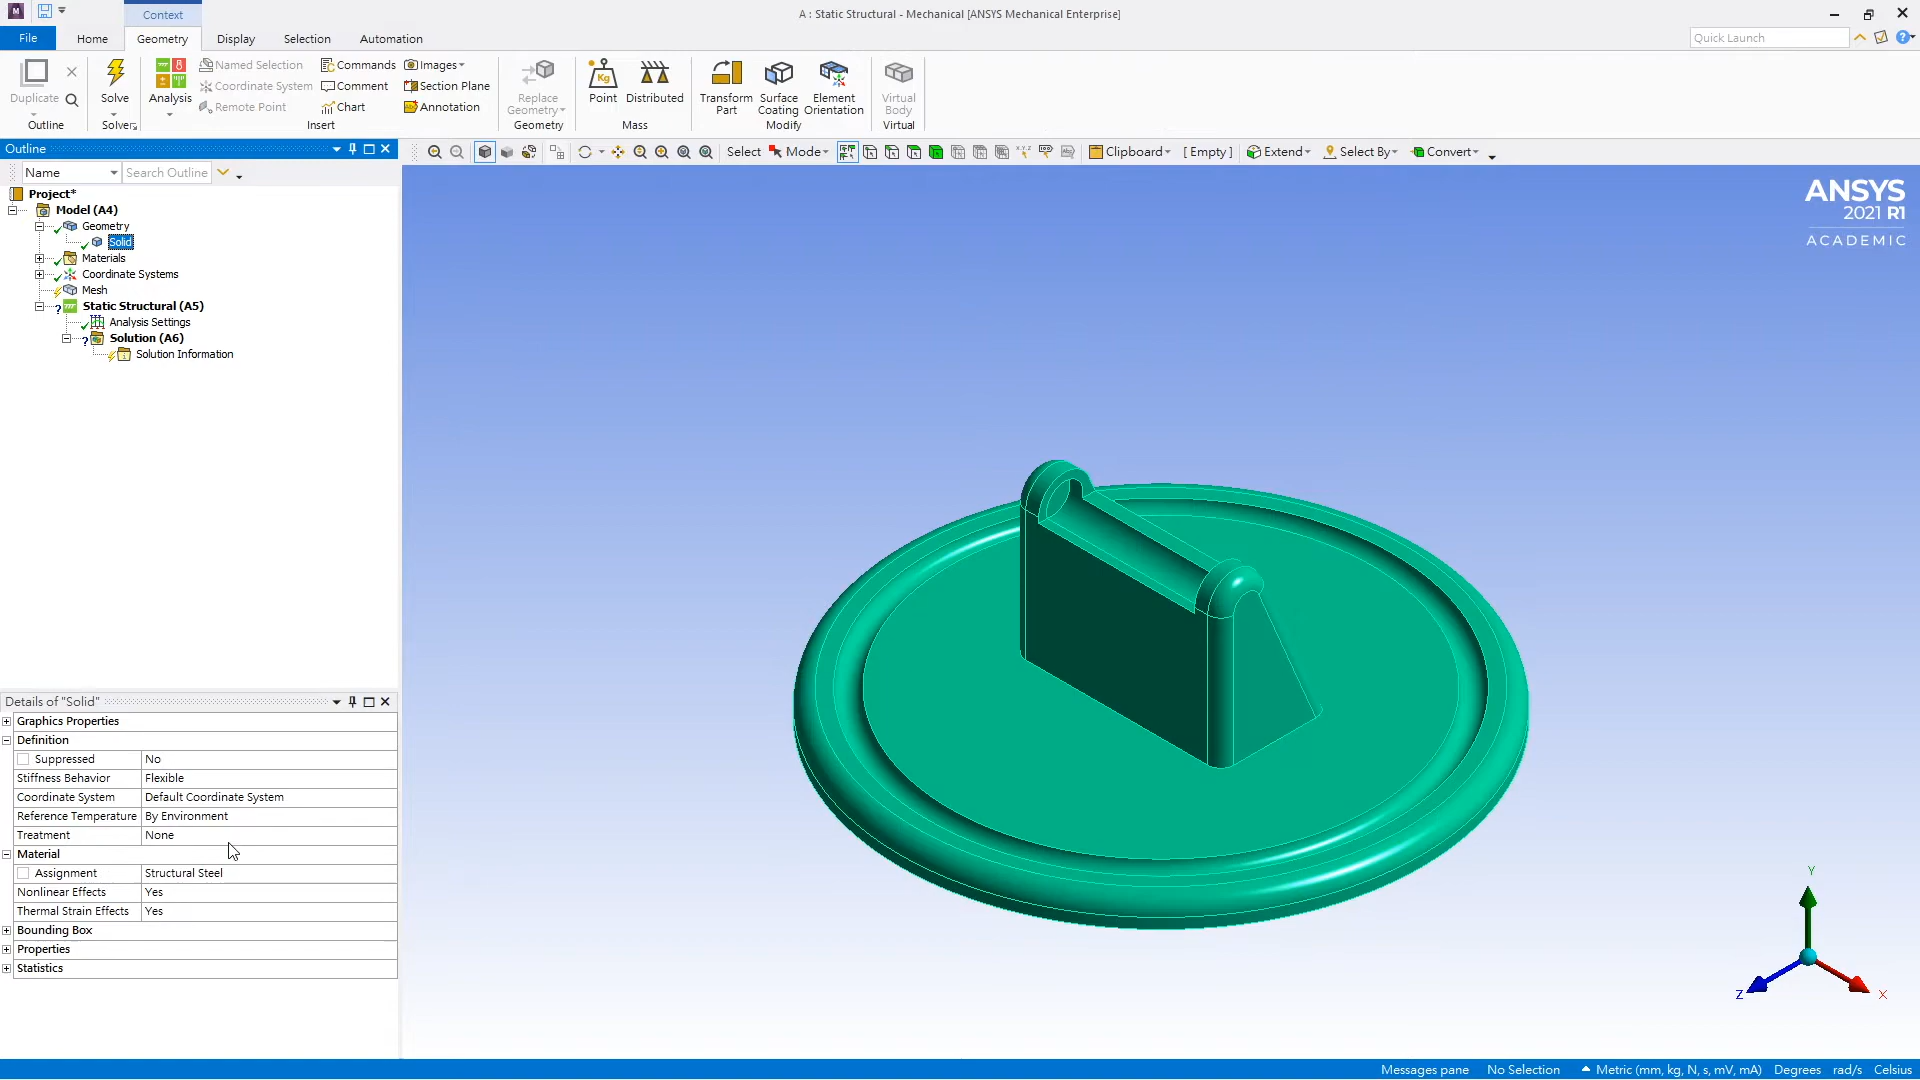 Context
A : Static Structural - Mechanical [ANSYS Mechanical Enterprise]
File Home Geometry Display Selection Automation
Quick Launch
Duplicate
Outline
Solve
Solver
Analysis
Named Selection
Coordinate System
Remote Point
Commands
Comment
Chart
Images
Section Plane
Annotation
Insert
Replace
Geometry
Geometry
Point
Distributed
Mass
Transform
Part
Surface
Coating
Element
Orientation
Modify
Virtual
Body
Virtual
Outline
Select Mode Clipboard [ Empty ] Extend Select By Convert
Name Search Outline
Project*
Model (A4)
Geometry
Solid
Materials
Coordinate Systems
Mesh
Static Structural (A5)
Analysis Settings
Solution (A6)
Solution Information
ANSYS
2021 R1
ACADEMIC
Details of "Solid"
Graphics Properties
Definition
Suppressed No
Stiffness Behavior Flexible
Coordinate System Default Coordinate System
Reference Temperature By Environment
Treatment None
Material
Assignment Structural Steel
Nonlinear Effects Yes
Thermal Strain Effects Yes
Bounding Box
Properties
Statistics
Y
Z
X
Messages pane No Selection Metric (mm, kg, N, s, mV, mA) Degrees rad/s Celsius